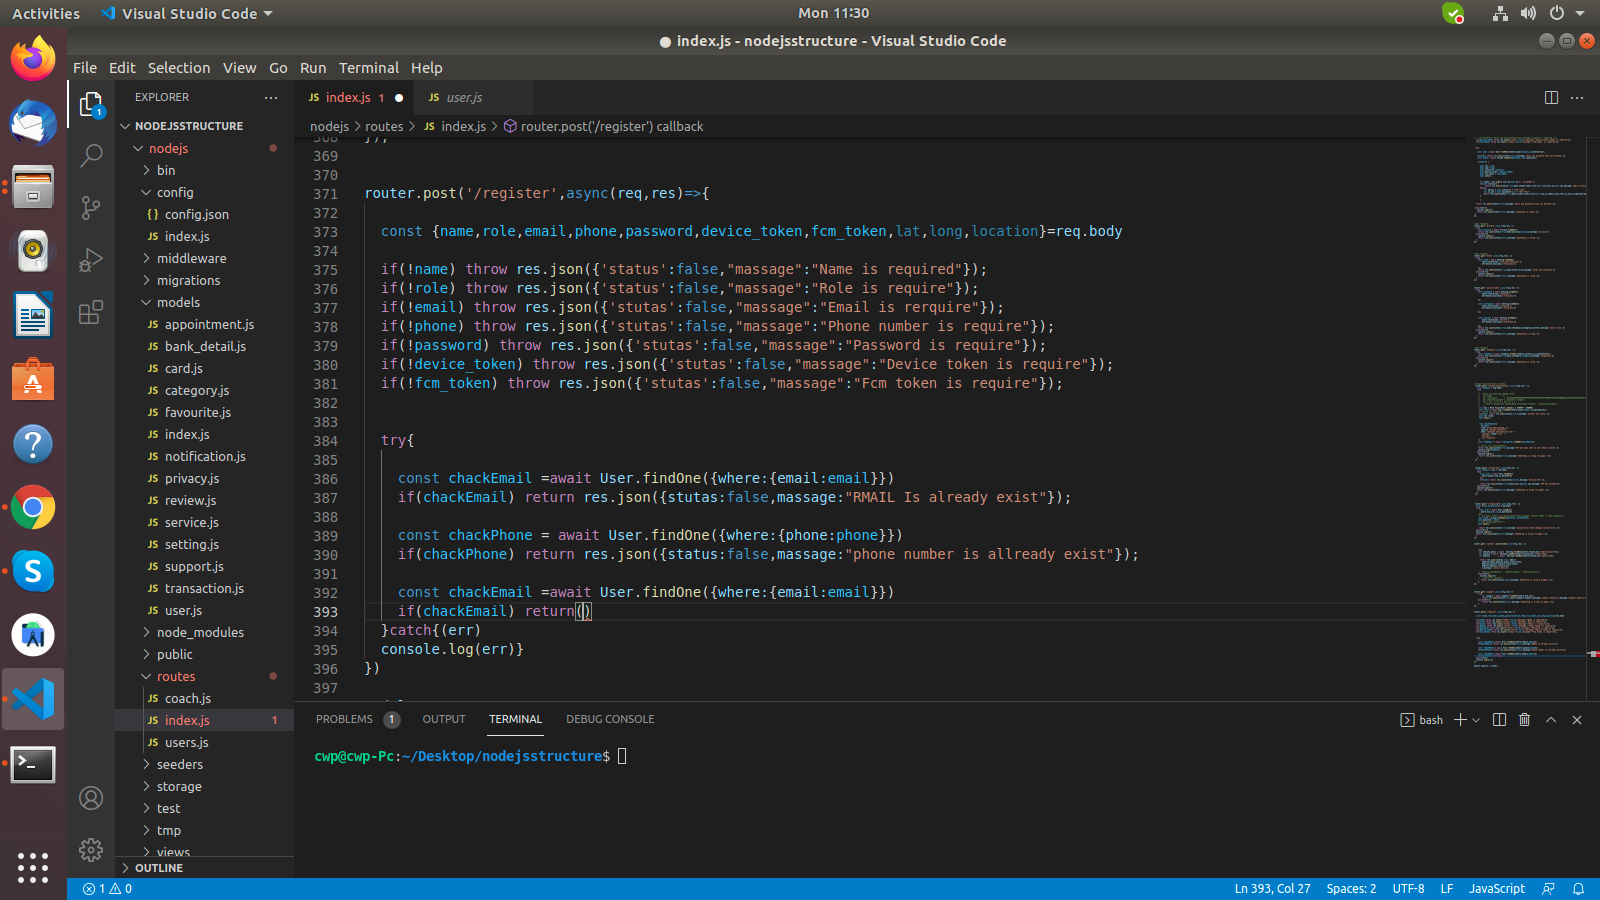 Activities
Visual Studio Code
Mon 11:30
● index.js - nodejsstructure - Visual Studio Code
File Edit Selection View Go Run Terminal Help
EXPLORER
1
NODEJSSTRUCTURE
nodejs
bin
config
{} config.json
JS index.js
middleware
migrations
models
JS appointment.js
JS bank_detail.js
JS card.js
JS category.js
JS favourite.js
JS index.js
JS notification.js
JS privacy.js
JS review.js
JS service.js
JS setting.js
JS support.js
JS transaction.js
JS user.js
node_modules
public
routes
JS coach.js
JS index.js 1
JS users.js
seeders
storage
test
tmp
views
OUTLINE
JS index.js 1 ●
JS user.js
nodejs > routes > JS index.js > router.post('/register') callback
368 });
369
370
371 router.post('/register',async(req,res)=>{
372
373 const {name,role,email,phone,password,device_token,fcm_token,lat,long,location}=req.body
374
375 if(!name) throw res.json({'status':false,"massage":"Name is required"});
376 if(!role) throw res.json({'stutas':false,"massage":"Role is require"});
377 if(!email) throw res.json({'stutas':false,"massage":"Email is rerquire"});
378 if(!phone) throw res.json({'stutas':false,"massage":"Phone number is require"});
379 if(!password) throw res.json({'stutas':false,"massage":"Password is require"});
380 if(!device_token) throw res.json({'stutas':false,"massage":"Device token is require"});
381 if(!fcm_token) throw res.json({'stutas':false,"massage":"Fcm token is require"});
382
383
384 try{
385
386 const chackEmail =await User.findOne({where:{email:email}})
387 if(chackEmail) return res.json({stutas:false,massage:"RMAIL Is already exist"});
388
389 const chackPhone = await User.findOne({where:{phone:phone}})
390 if(chackPhone) return res.json({status:false,massage:"phone number is allready exist"});
391
392 const chackEmail =await User.findOne({where:{email:email}})
393 if(chackEmail) return()
394 }catch{(err)
395 console.log(err)}
396 })
397
PROBLEMS 1 OUTPUT TERMINAL DEBUG CONSOLE
bash
cwp@cwp-Pc:~/Desktop/nodejsstructure$
1 0
Ln 393, Col 27 Spaces: 2 UTF-8 LF JavaScript